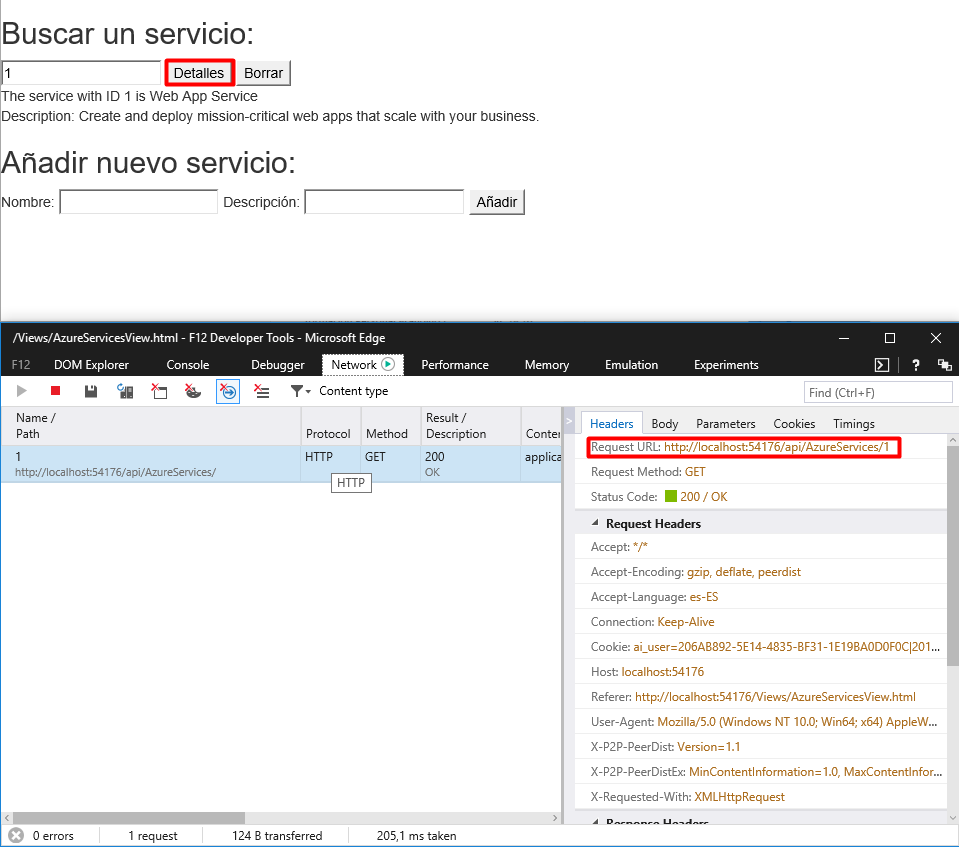 Buscar un servicio:
1 Detalles Borrar
The service with ID 1 is Web App Service
Description: Create and deploy mission-critical web apps that scale with your business.
Añadir nuevo servicio:
Nombre: Descripción: Añadir
/Views/AzureServicesView.html - F12 Developer Tools - Microsoft Edge
F12 DOM Explorer Console Debugger Network Performance Memory Emulation Experiments ?
Content type Find (Ctrl+F)
Name / Path Protocol Method Result / Description Conter
1 HTTP GET 200 applica
http://localhost:54176/api/AzureServices/ OK
HTTP
Headers Body Parameters Cookies Timings
Request URL: http://localhost:54176/api/AzureServices/1
Request Method: GET
Status Code: 200 / OK
Request Headers
Accept: */*
Accept-Encoding: gzip, deflate, peerdist
Accept-Language: es-ES
Connection: Keep-Alive
Cookie: ai_user=206AB892-5E14-4835-BF31-1E19BA0D0F0C|201...
Host: localhost:54176
Referer: http://localhost:54176/Views/AzureServicesView.html
User-Agent: Mozilla/5.0 (Windows NT 10.0; Win64; x64) AppleW...
X-P2P-PeerDist: Version=1.1
X-P2P-PeerDistEx: MinContentInformation=1.0, MaxContentInfor...
X-Requested-With: XMLHttpRequest
Response Headers
0 errors 1 request 124 B transferred 205,1 ms taken